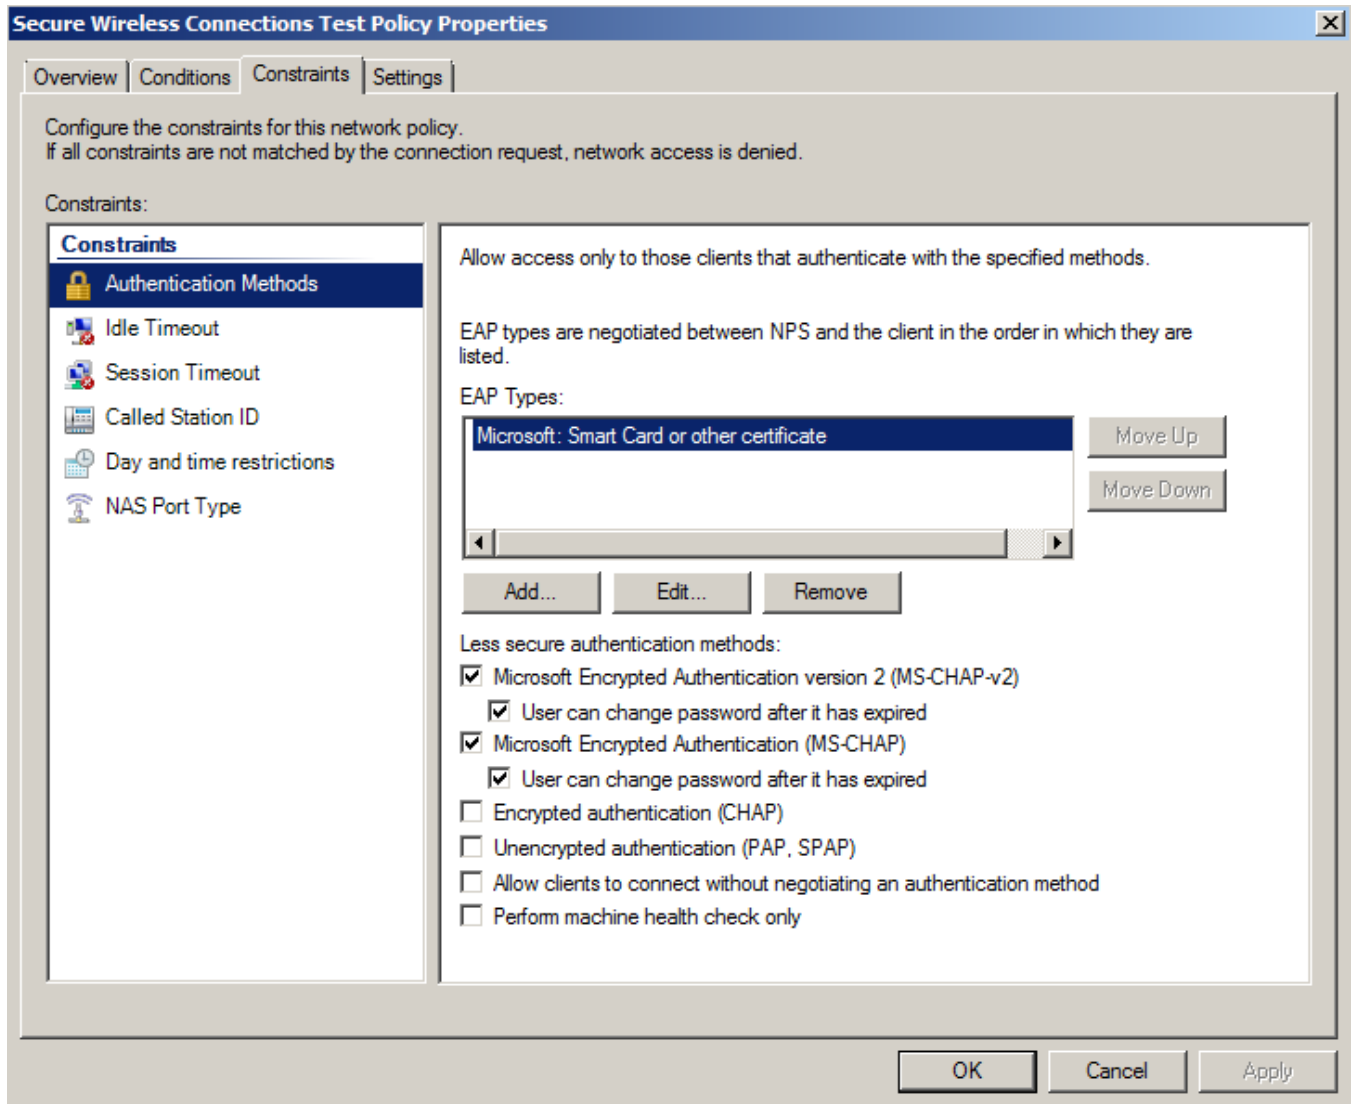 Secure Wireless Connections Test Policy Properties
Overview Conditions Constraints Settings
Configure the constraints for this network policy.
If all constraints are not matched by the connection request, network access is denied.
Constraints:
Constraints
Authentication Methods
Idle Timeout
Session Timeout
Called Station ID
Day and time restrictions
NAS Port Type
Allow access only to those clients that authenticate with the specified methods.
EAP types are negotiated between NPS and the client in the order in which they are
listed.
EAP Types:
Microsoft: Smart Card or other certificate
Move Up
Move Down
Add... Edit... Remove
Less secure authentication methods:
Microsoft Encrypted Authentication version 2 (MS-CHAP-v2)
User can change password after it has expired
Microsoft Encrypted Authentication (MS-CHAP)
User can change password after it has expired
Encrypted authentication (CHAP)
Unencrypted authentication (PAP, SPAP)
Allow clients to connect without negotiating an authentication method
Perform machine health check only
OK Cancel Apply